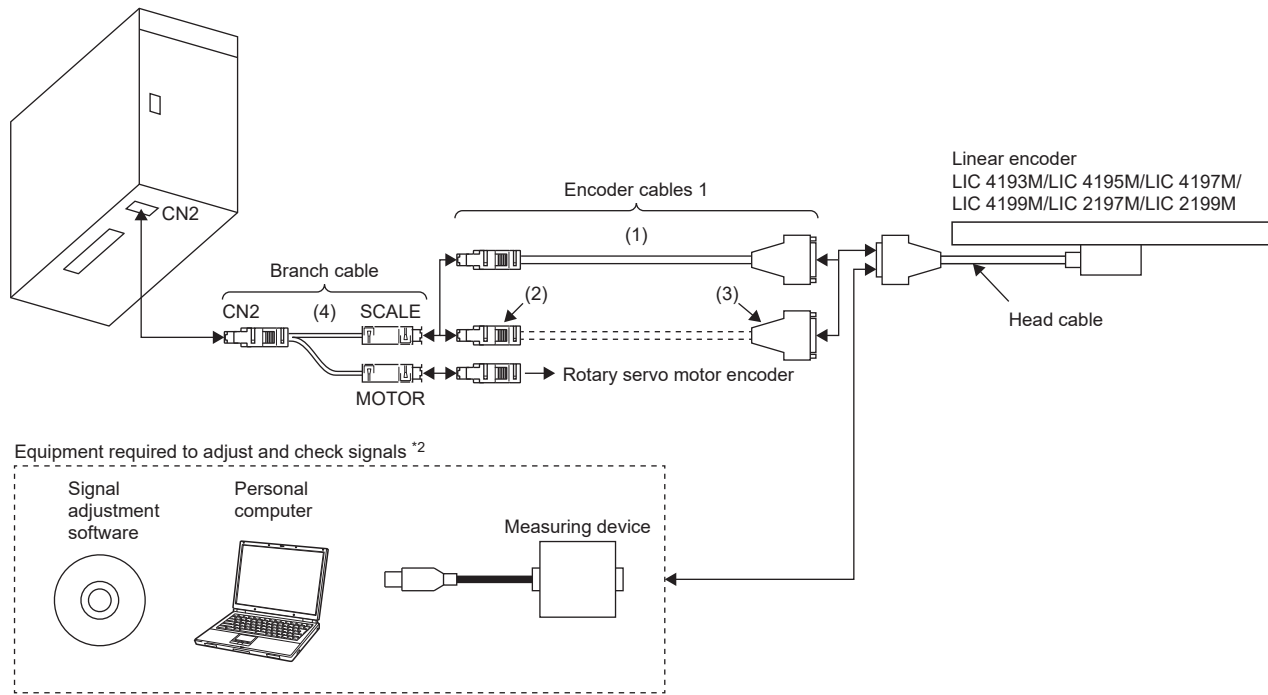 CN2
Linear encoder
LIC 4193M/LIC 4195M/LIC 4197M/
LIC 4199M/LIC 2197M/LIC 2199M
Encoder cables 1
(1)
Branch cable
CN2
(4)
SCALE
(2)
(3)
Head cable
MOTOR
Rotary servo motor encoder
Equipment required to adjust and check signals *2
Signal
adjustment
software
Personal
computer
Measuring device